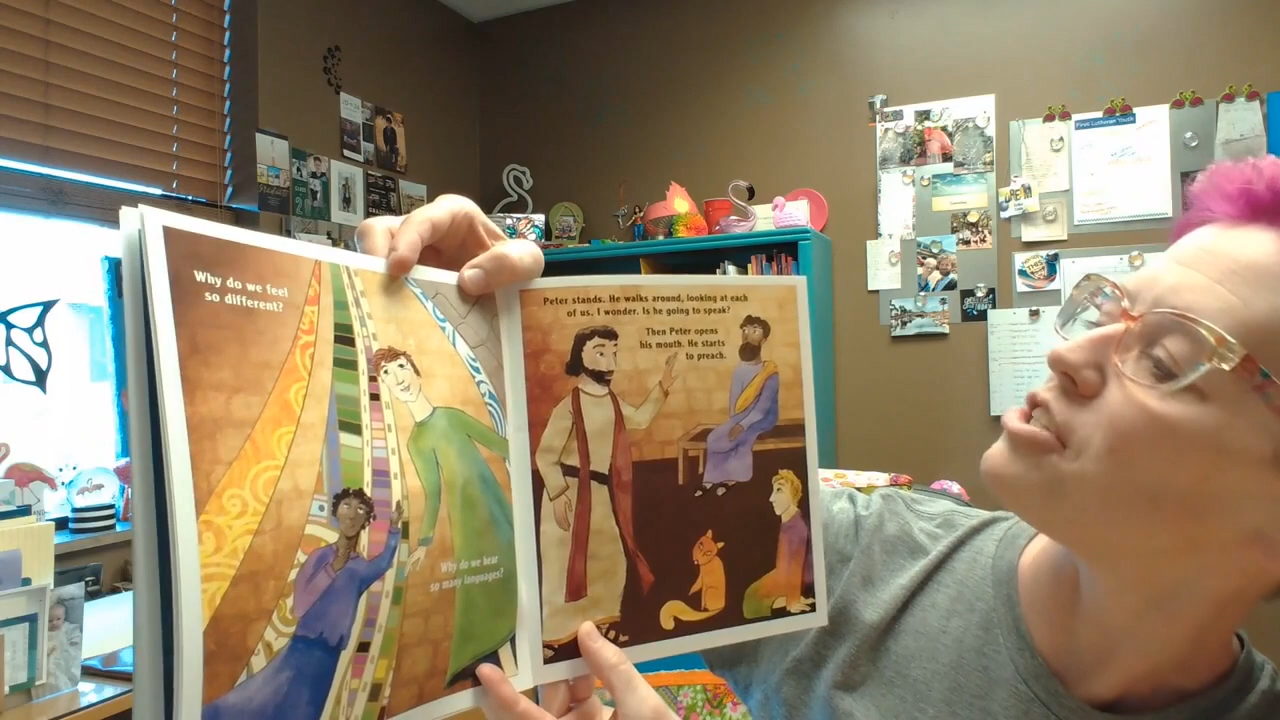 Why do we feel
so different?
Why do we hear
so many languages?
Peter stands. He walks around, looking at each
of us. I wonder. Is he going to speak?
Then Peter opens
his mouth. He starts
to preach.
First Lutheran Youth